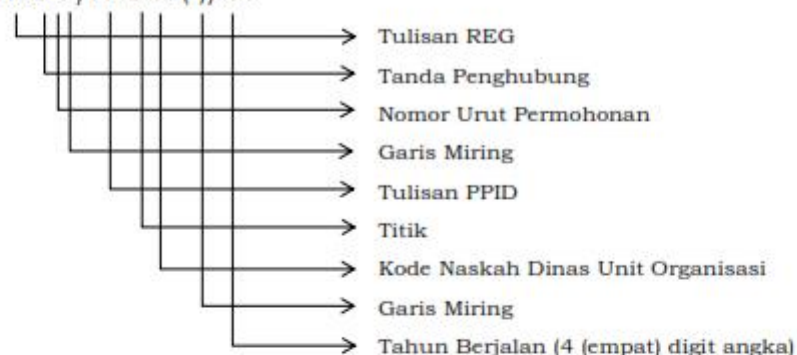 Tulisan REG
Tanda Penghubung
Nomor Urut Permohonan
Garis Miring
Tulisan PPID
Titik
Kode Naskah Dinas Unit Organisasi
Garis Miring
Tahun Berjalan (4 (empat) digit angka)